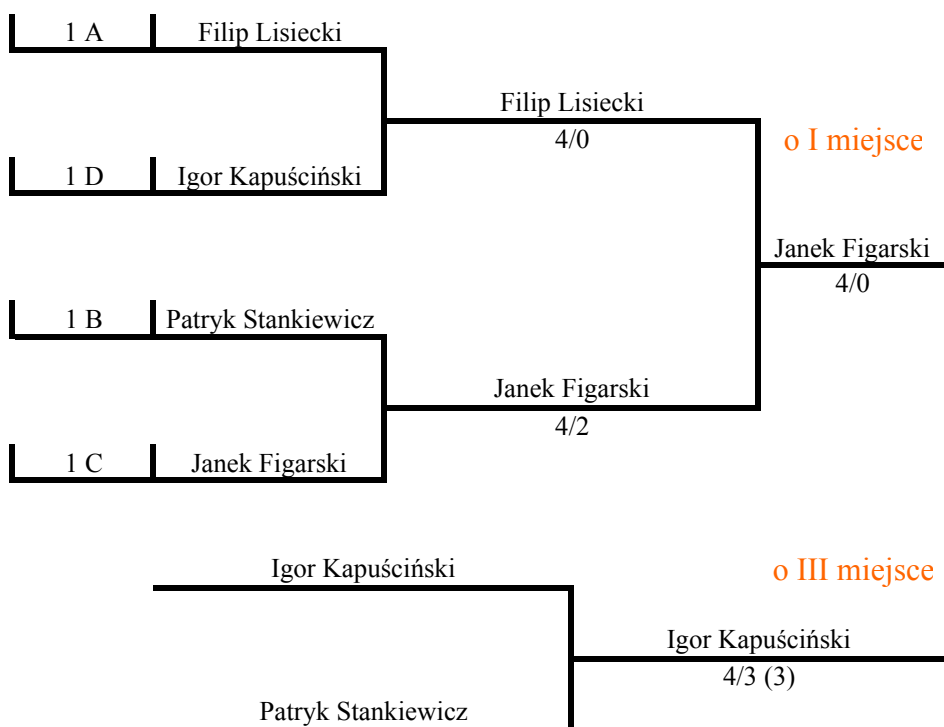 1 A Filip Lisiecki
Filip Lisiecki
4/0
o I miejsce
1 D Igor Kapuściński
Janek Figarski
4/0
1 B Patryk Stankiewicz
Janek Figarski
4/2
1 C Janek Figarski
Igor Kapuściński
o III miejsce
Igor Kapuściński
4/3 (3)
Patryk Stankiewicz